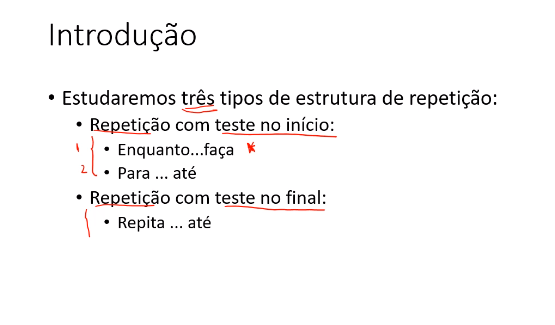 Introdução
• Estudaremos três tipos de estrutura de repetição:
• Repetição com teste no início:
1 • Enquanto...faça *
2 • Para ... até
• Repetição com teste no final:
• Repita ... até